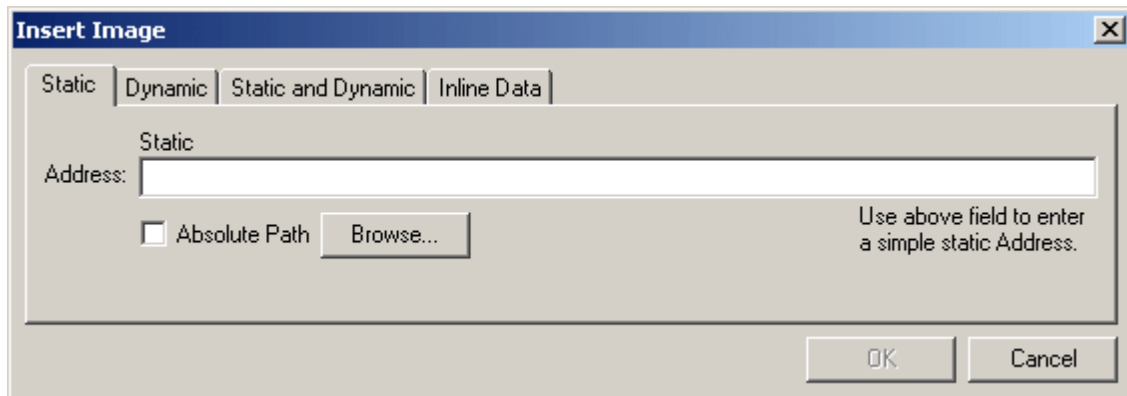 Insert Image
Static Dynamic Static and Dynamic Inline Data
Static
Address:
Absolute Path Browse... Use above field to enter
a simple static Address.
OK Cancel